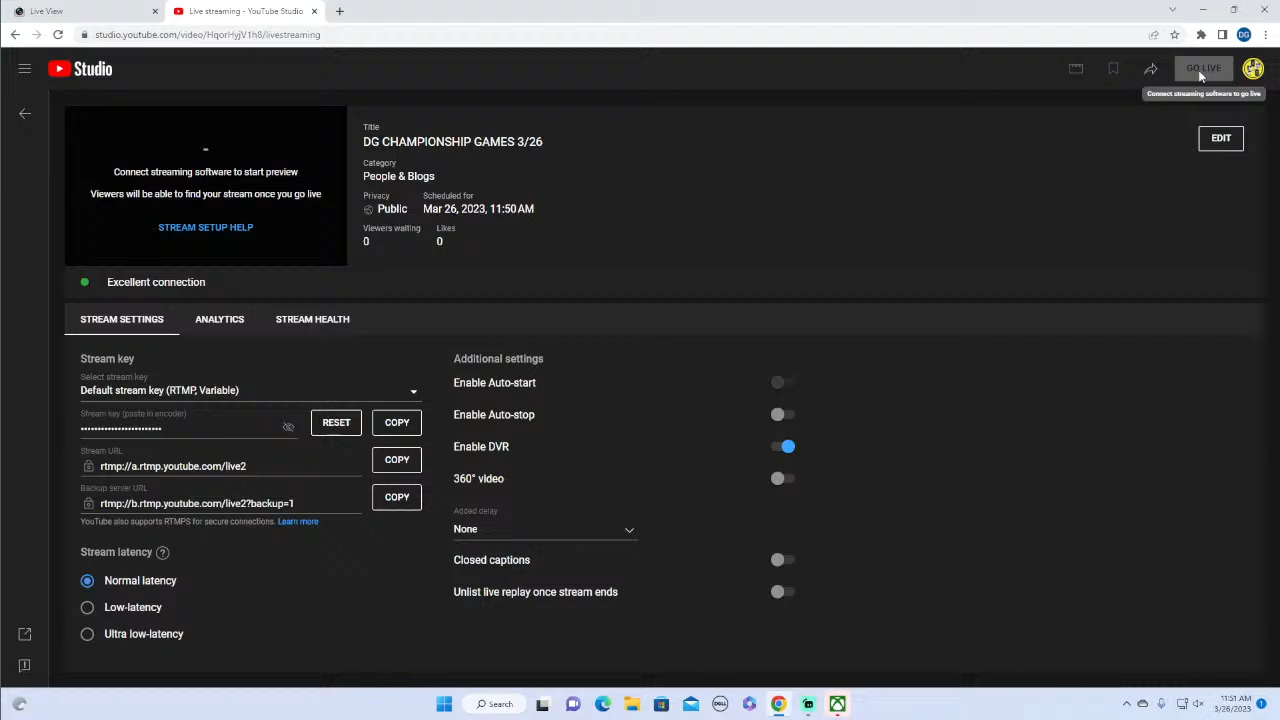 Live View
Live streaming - YouTube Studio
studio.youtube.com/video/HqorHyjV1h8/livestreaming
DG
Studio
GO LIVE
Connect streaming software to go live
Connect streaming software to start preview
Viewers will be able to find your stream once you go live
STREAM SETUP HELP
Title
DG CHAMPIONSHIP GAMES 3/26
EDIT
Category
People & Blogs
Privacy
Scheduled for
Public
Mar 26, 2023, 11:50 AM
Viewers waiting
Likes
0
0
Excellent connection
STREAM SETTINGS
ANALYTICS
STREAM HEALTH
Stream key
Select stream key
Default stream key (RTMP, Variable)
Stream key (paste in encoder)
RESET
COPY
Stream URL
rtmp://a.rtmp.youtube.com/live2
COPY
Backup server URL
rtmp://b.rtmp.youtube.com/live2?backup=1
COPY
YouTube also supports RTMPS for secure connections. Learn more
Stream latency
Normal latency
Low-latency
Ultra low-latency
Additional settings
Enable Auto-start
Enable Auto-stop
Enable DVR
360° video
Added delay
None
Closed captions
Unlist live replay once stream ends
Search
DELL
11:51 AM
3/26/2023
1